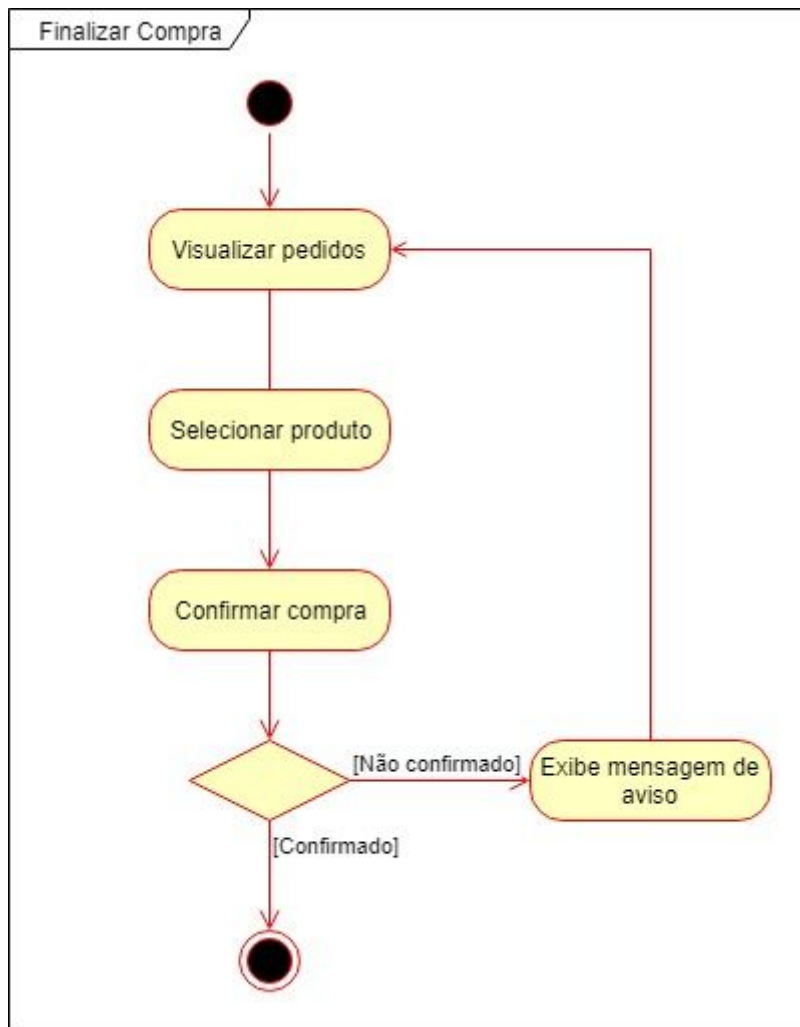 Finalizar Compra
Visualizar pedidos
Selecionar produto
Confirmar compra
[Não confirmado]
Exibe mensagem de
aviso
[Confirmado]